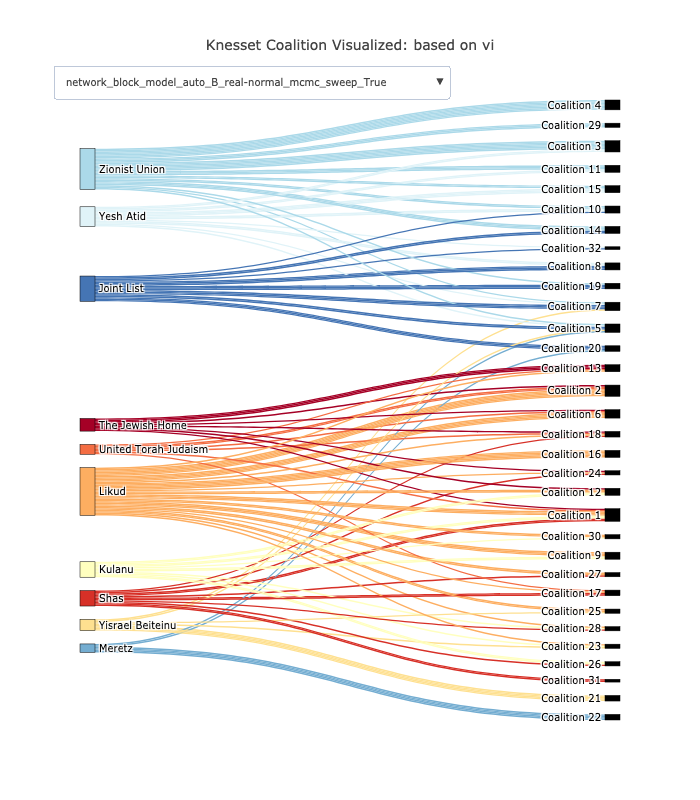 Knesset Coalition Visualized: based on vi
network_block_model_auto_B_real-normal_mcmc_sweep_True
Zionist Union
Yesh Atid
Joint List
The Jewish Home
United Torah Judaism
Likud
Kulanu
Shas
Yisrael Beiteinu
Meretz
Coalition 4
Coalition 29
Coalition 3
Coalition 11
Coalition 15
Coalition 10
Coalition 14
Coalition 32
Coalition 8
Coalition 19
Coalition 7
Coalition 5
Coalition 20
Coalition 13
Coalition 2
Coalition 6
Coalition 18
Coalition 16
Coalition 24
Coalition 12
Coalition 1
Coalition 30
Coalition 9
Coalition 27
Coalition 17
Coalition 25
Coalition 28
Coalition 23
Coalition 26
Coalition 31
Coalition 21
Coalition 22